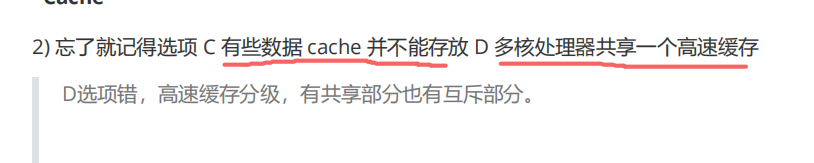 Cache
2) 忘了就记得选项 C 有些数据 cache 并不能存放 D 多核处理器共享一个高速缓存
D选项错，高速缓存分级，有共享部分也有互斥部分。